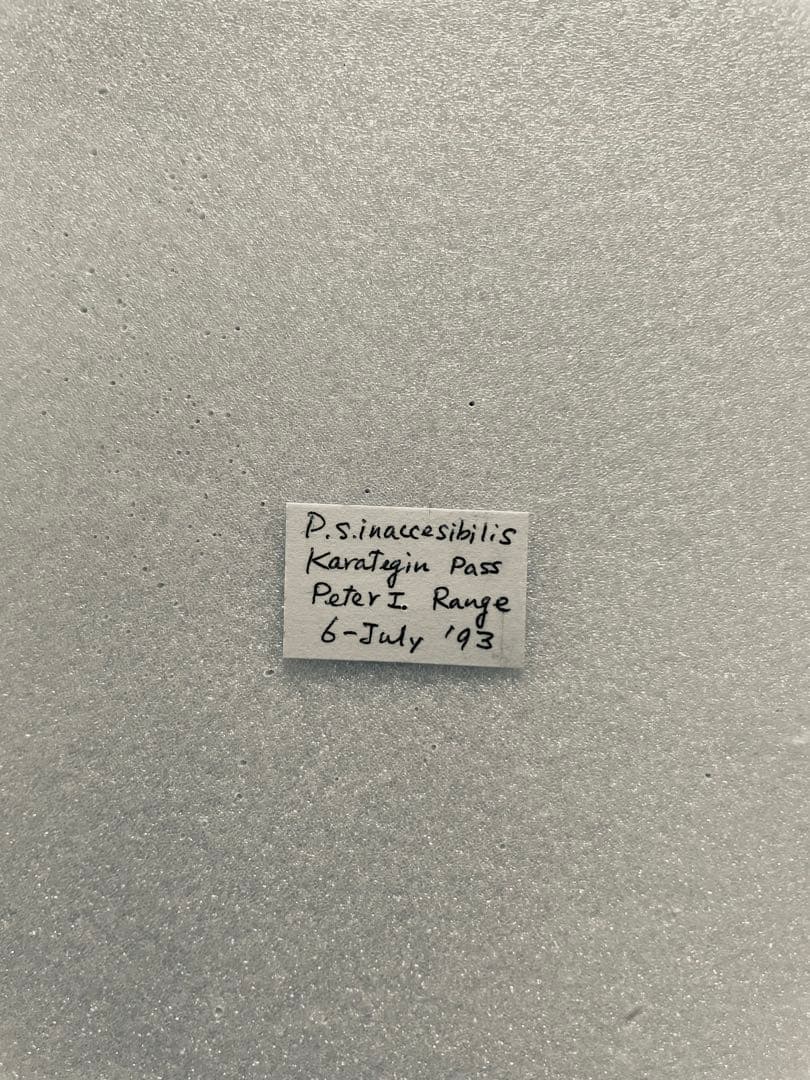 P.s.inaccesibilis
Karategin Pass
Peter I. Range
6-July '93